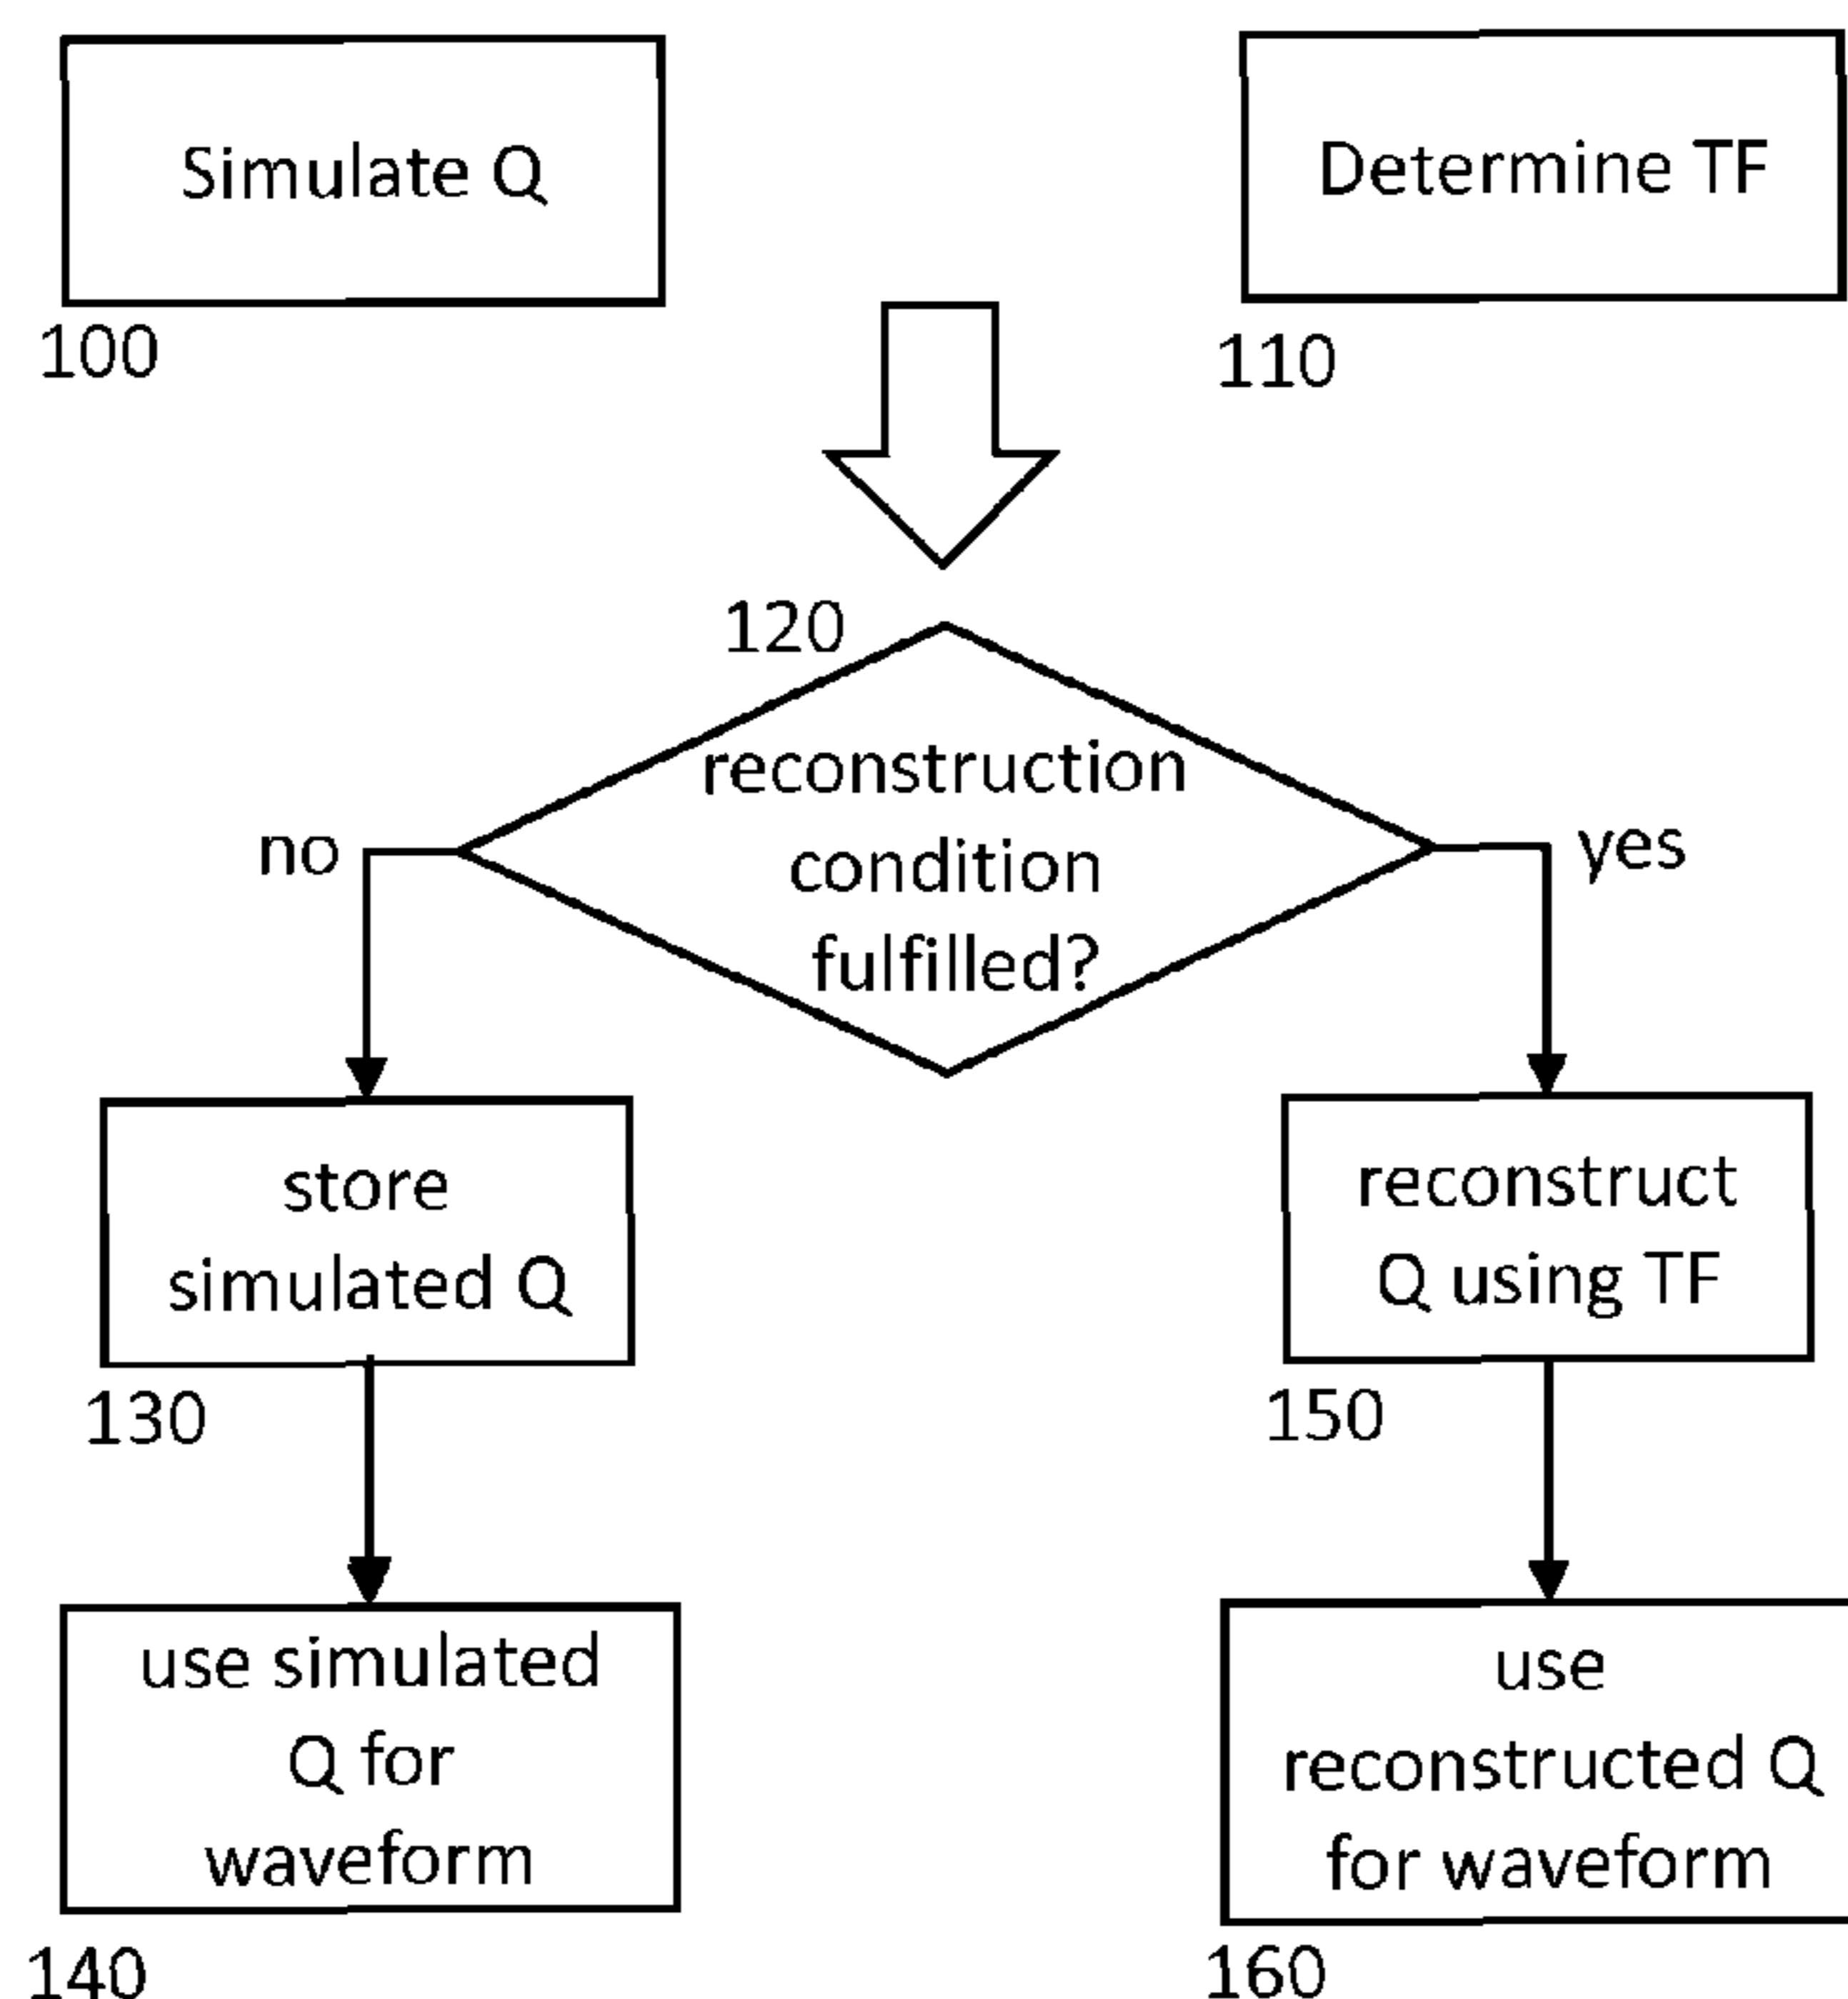 Simulate Q
100
Determine TF
110
120
reconstruction
condition
fulfilled?
no
yes
store
simulated Q
130
reconstruct
Q using TF
150
use simulated
Q for
waveform
140
use
reconstructed Q
for waveform
160